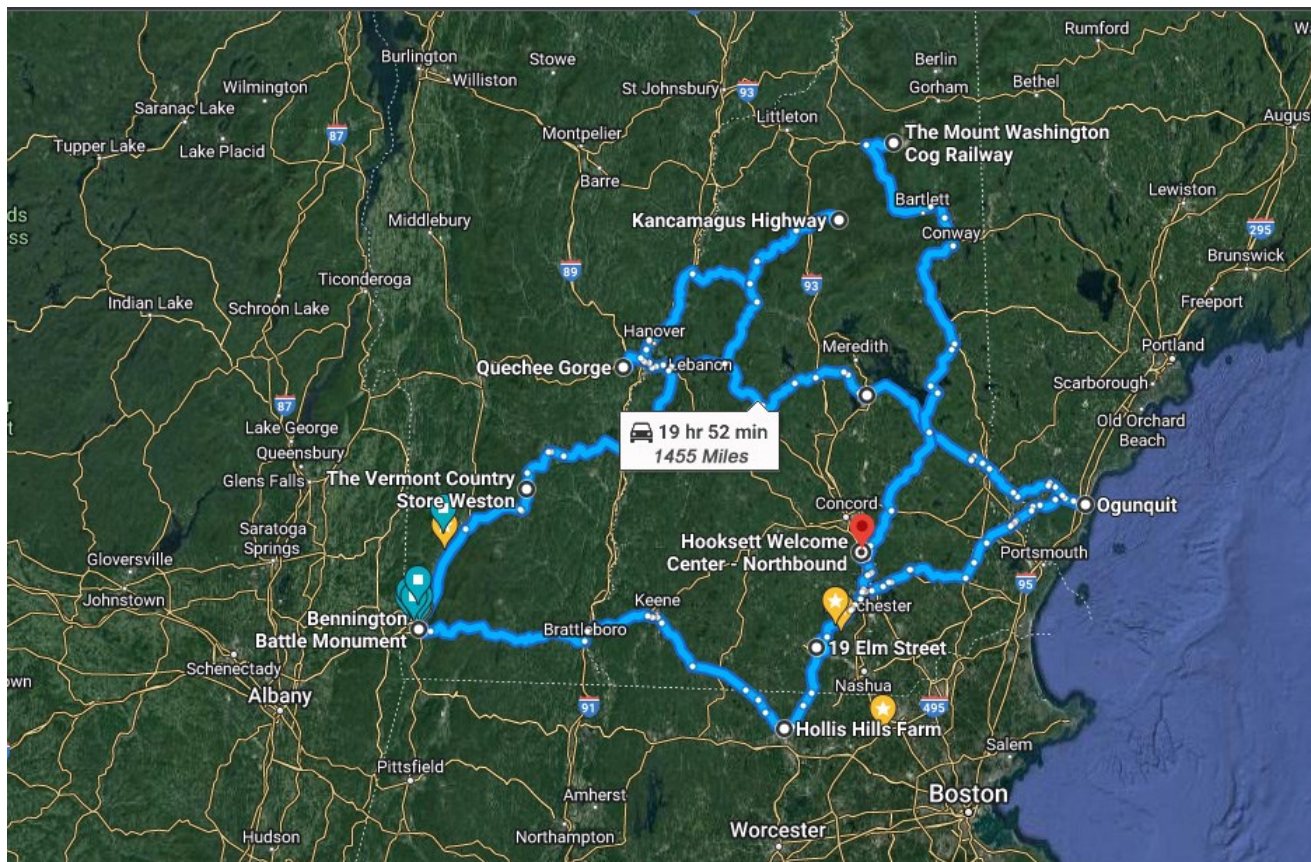 Rumford
Burlington
Stowe
Berlin
Williston
Wilmington
St Johnsbury
93
Gorham
Bethel
Saranac Lake
Littleton
Augus
87
Montpelier
Tupper Lake
Lake Placid
The Mount Washington
Cog Railway
Barre
Lewiston
Bartlett
ds
ss
Middlebury
Kancamagus Highway
Conway
295
89
93
Brunswick
Ticonderoga
Indian Lake
Schroon Lake
Freeport
Hanover
Meredith
Portland
Quechee Gorge
Lebanon
Scarborough
87
Old Orchard
Beach
Lake George
19 hr 52 min
1455 Miles
Queensbury
Glens Falls
The Vermont Country
Store Weston
Concord
Ogunquit
Saratoga
Springs
Hooksett Welcome
Center - Northbound
Portsmouth
Gloversville
95
Johnstown
Keene
chester
Bennington
Battle Monument
Brattleboro
19 Elm Street
Schenectady
Nashua
own
Albany
91
495
Hollis Hills Farm
Salem
Pittsfield
Amherst
Boston
Northampton
Worcester
Hudson